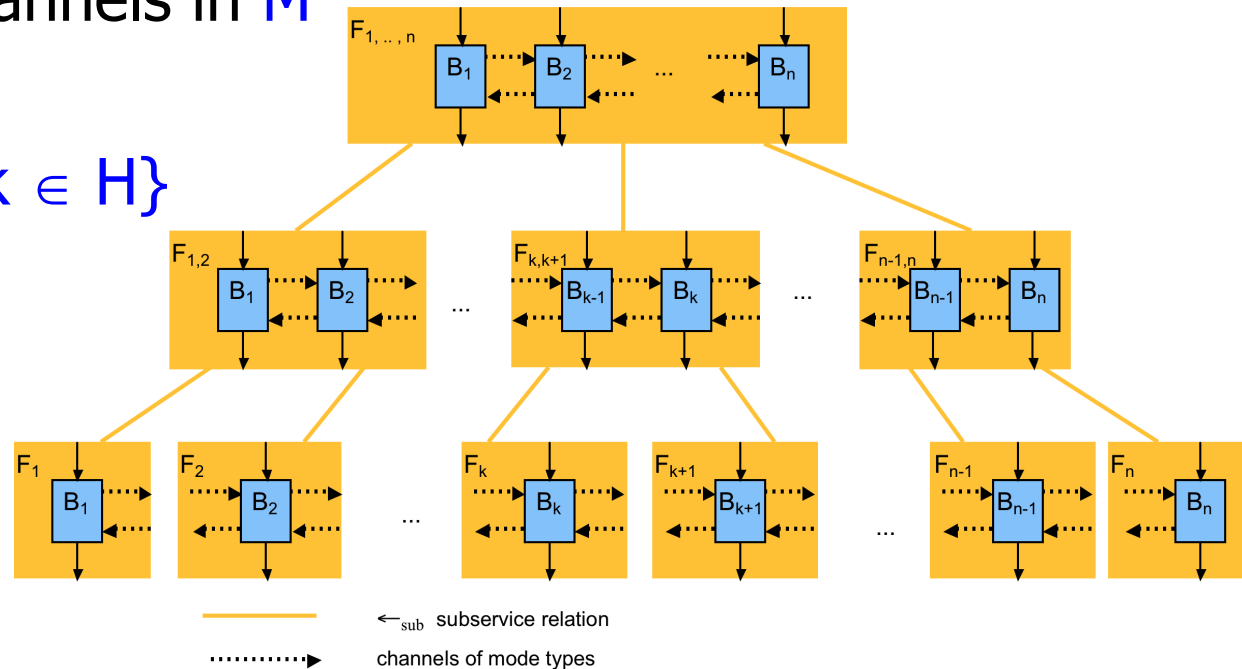 annels in M
k ∈ H}
F1, .. , n
B1 B2 ... Bn
F1,2 Fk,k+1 Fn-1,n
B1 B2 ... Bk-1 Bk ... Bn-1 Bn
F1 F2 Fk Fk+1 Fn-1 Fn
B1 B2 ... Bk Bk+1 ... Bn-1 Bn
←sub subservice relation
channels of mode types